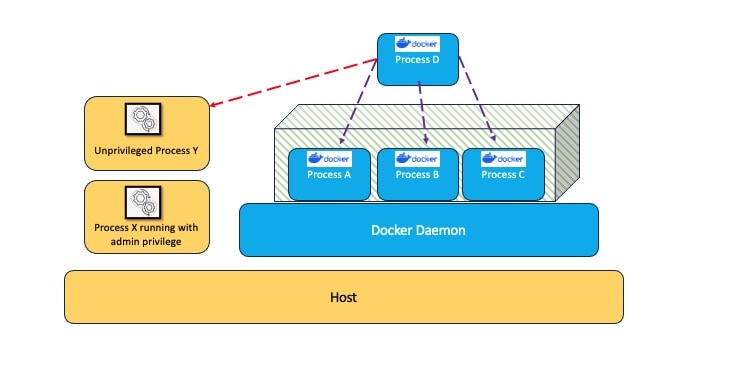 docker
Process D
Unprivileged Process Y
docker
Process A
docker
Process B
docker
Process C
Process X running with
admin privilege
Docker Daemon
Host